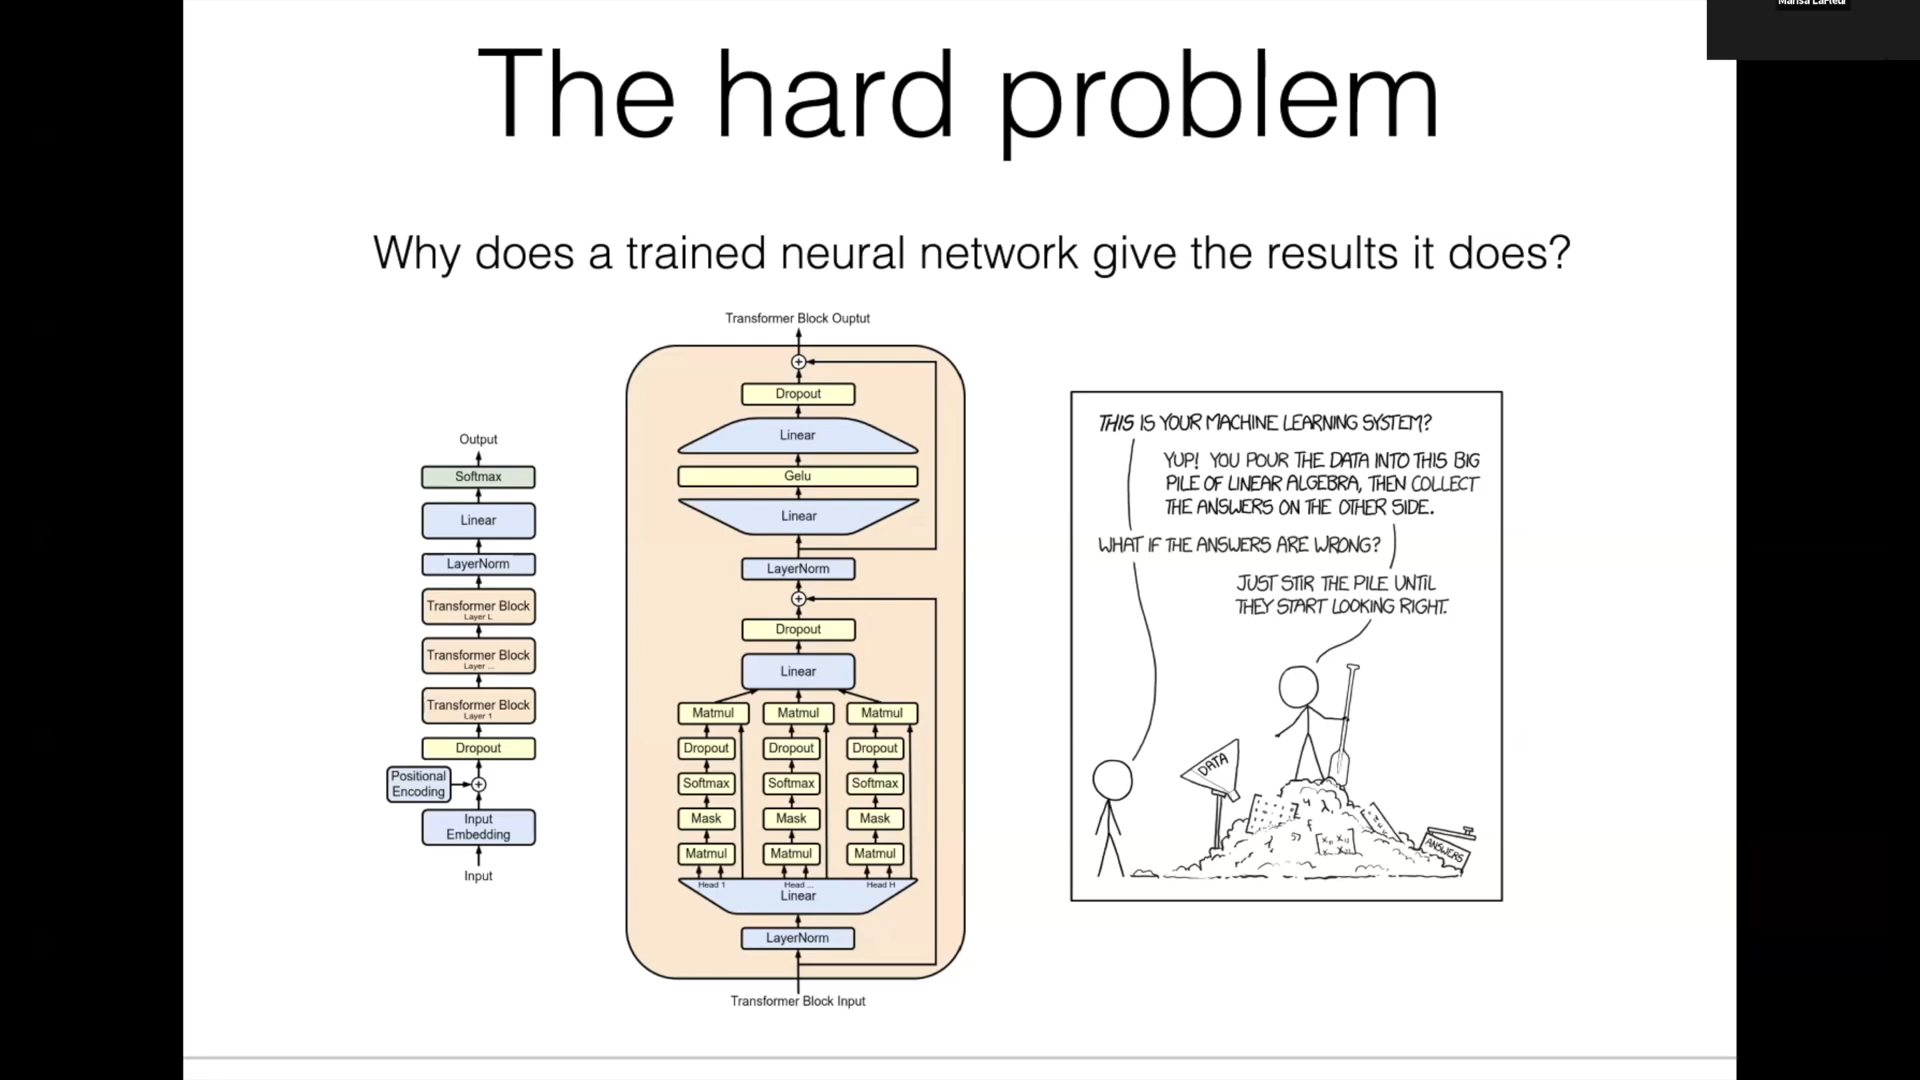 Marisa LaFleur
The hard problem
Why does a trained neural network give the results it does?
Output
Softmax
Linear
LayerNorm
Transformer Block
Layer L
Transformer Block
Layer ...
Transformer Block
Layer 1
Dropout
Positional
Encoding
Input
Embedding
Input
Transformer Block Ouptut
Dropout
Linear
Gelu
Linear
LayerNorm
Dropout
Linear
Matmul Matmul Matmul
Dropout Dropout Dropout
Softmax Softmax Softmax
Mask Mask Mask
Matmul Matmul Matmul
Head 1 Head ... Head H
Linear
LayerNorm
Transformer Block Input
THIS IS YOUR MACHINE LEARNING SYSTEM?
YUP! YOU POUR THE DATA INTO THIS BIG
PILE OF LINEAR ALGEBRA, THEN COLLECT
THE ANSWERS ON THE OTHER SIDE.
WHAT IF THE ANSWERS ARE WRONG?
JUST STIR THE PILE UNTIL
THEY START LOOKING RIGHT.
DATA
ANSWERS